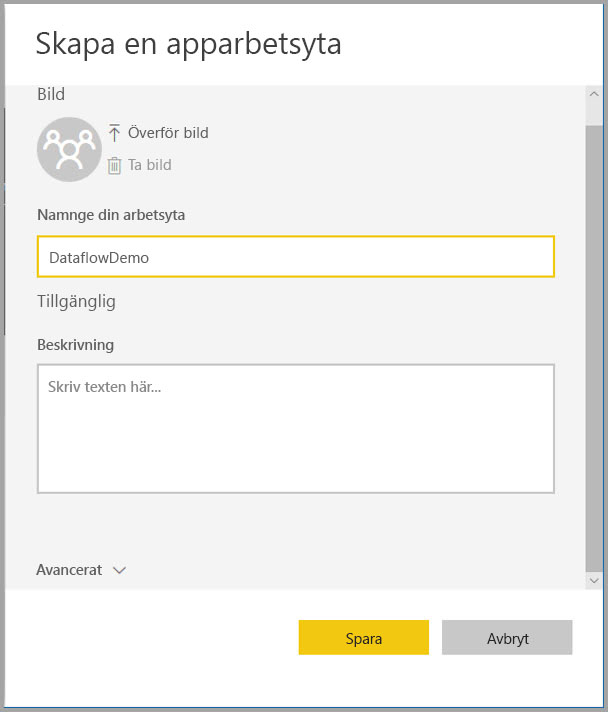 Skapa en apparbetsyta
Bild
Överför bild
Ta bild
Namnge din arbetsyta
DataflowDemo
Tillgänglig
Beskrivning
Skriv texten här...
Avancerat
Spara
Avbryt